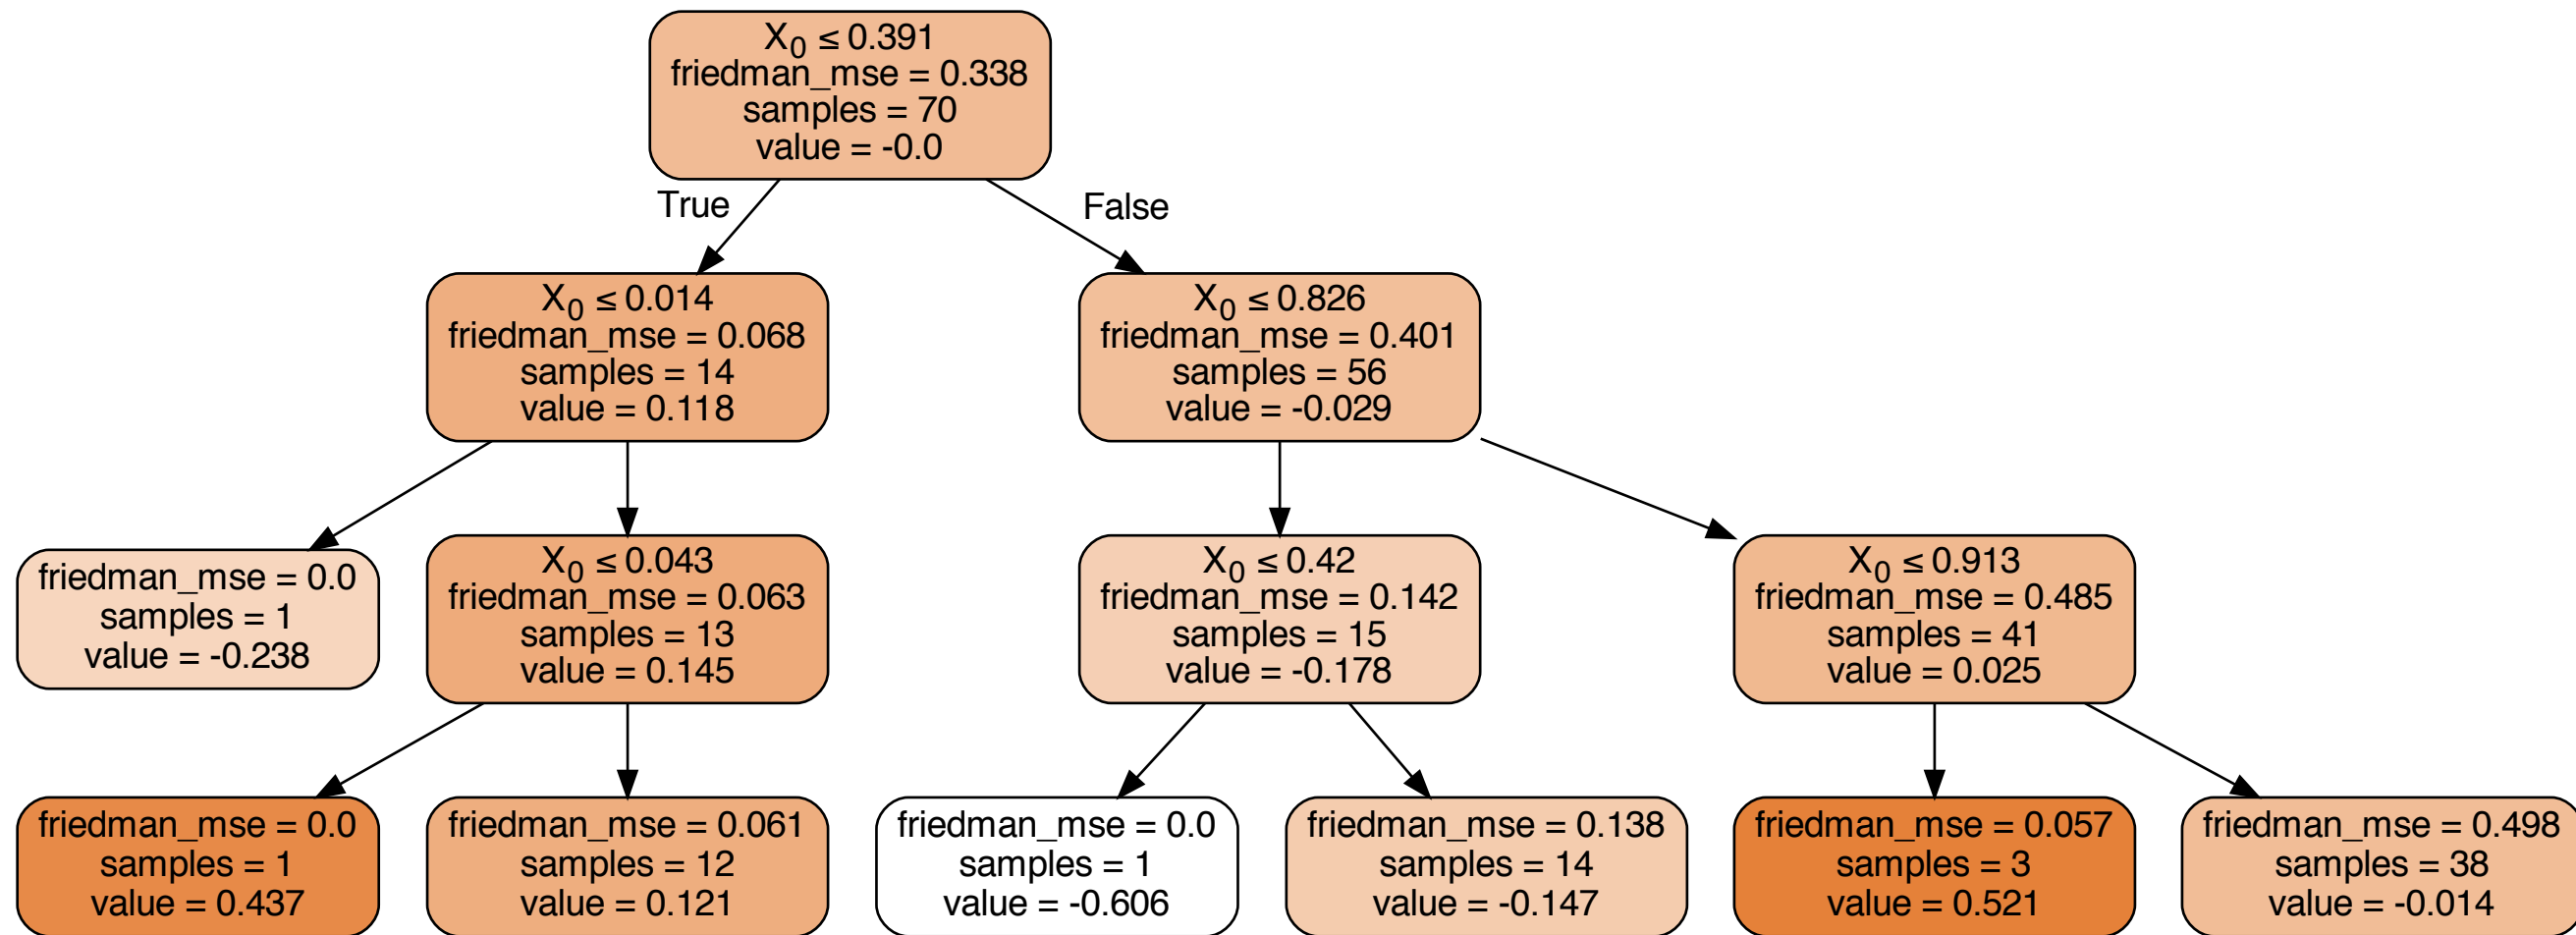 X0 ≤ 0.391
friedman_mse = 0.338
samples = 70
value = -0.0
True
False
X0 ≤ 0.014
friedman_mse = 0.068
samples = 14
value = 0.118
X0 ≤ 0.826
friedman_mse = 0.401
samples = 56
value = -0.029
friedman_mse = 0.0
samples = 1
value = -0.238
X0 ≤ 0.043
friedman_mse = 0.063
samples = 13
value = 0.145
X0 ≤ 0.42
friedman_mse = 0.142
samples = 15
value = -0.178
X0 ≤ 0.913
friedman_mse = 0.485
samples = 41
value = 0.025
friedman_mse = 0.0
samples = 1
value = 0.437
friedman_mse = 0.061
samples = 12
value = 0.121
friedman_mse = 0.0
samples = 1
value = -0.606
friedman_mse = 0.138
samples = 14
value = -0.147
friedman_mse = 0.057
samples = 3
value = 0.521
friedman_mse = 0.498
samples = 38
value = -0.014